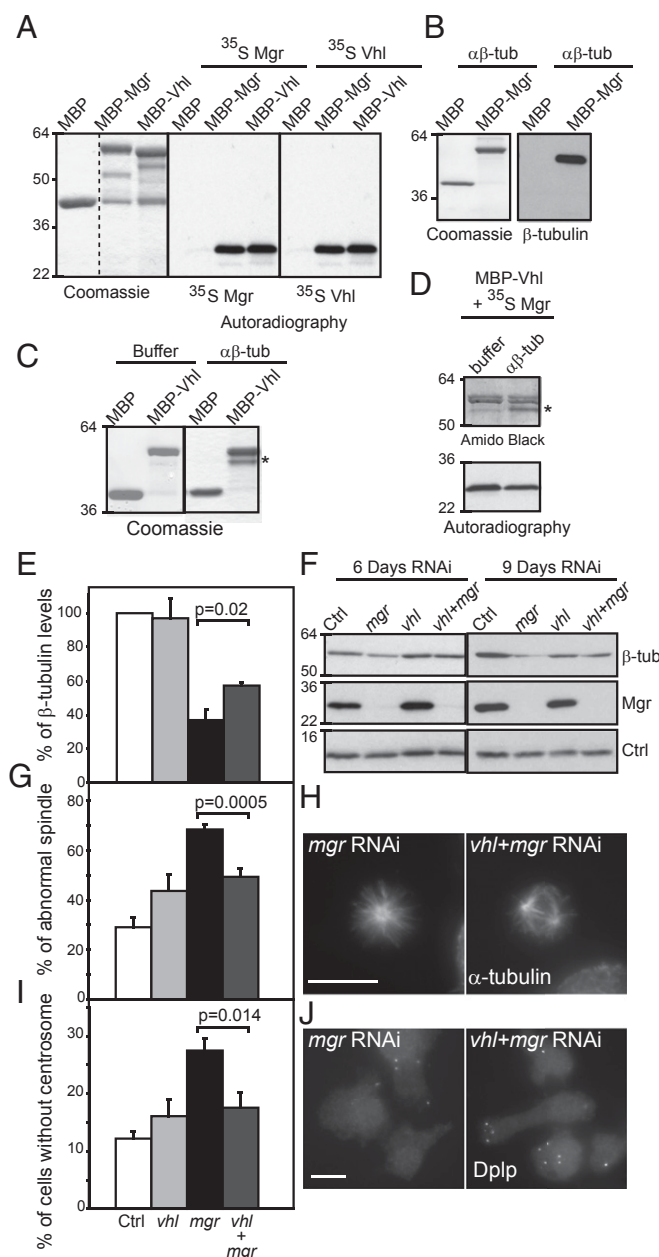 A
35S Mgr
35S Vhl
MBP
MBP-Mgr
MBP-Vhl
MBP
MBP-Mgr
MBP-Vhl
MBP
MBP-Mgr
MBP-Vhl
64
50
36
22
Coomassie
35S Mgr
35S Vhl
Autoradiography
B
αβ-tub
αβ-tub
MBP
MBP-Mgr
MBP
MBP-Mgr
64
36
Coomassie
β-tubulin
C
Buffer
αβ-tub
MBP
MBP-Vhl
MBP
MBP-Vhl
64
36
*
Coomassie
D
MBP-Vhl
+ 35S Mgr
buffer
αβ-tub
64
50
*
Amido Black
36
22
Autoradiography
E
% of β-tubulin levels
100
80
60
40
20
0
p=0.02
F
6 Days RNAi
9 Days RNAi
Ctrl
mgr
vhl
vhl+mgr
Ctrl
mgr
vhl
vhl+mgr
64
50
β-tub
36
22
Mgr
16
Ctrl
G
% of abnormal spindle
80
60
40
20
0
p=0.0005
H
mgr RNAi
vhl+mgr RNAi
α-tubulin
I
% of cells without centrosome
30
20
10
0
p=0.014
Ctrl
vhl
mgr
vhl
+
mgr
J
mgr RNAi
vhl+mgr RNAi
Dplp